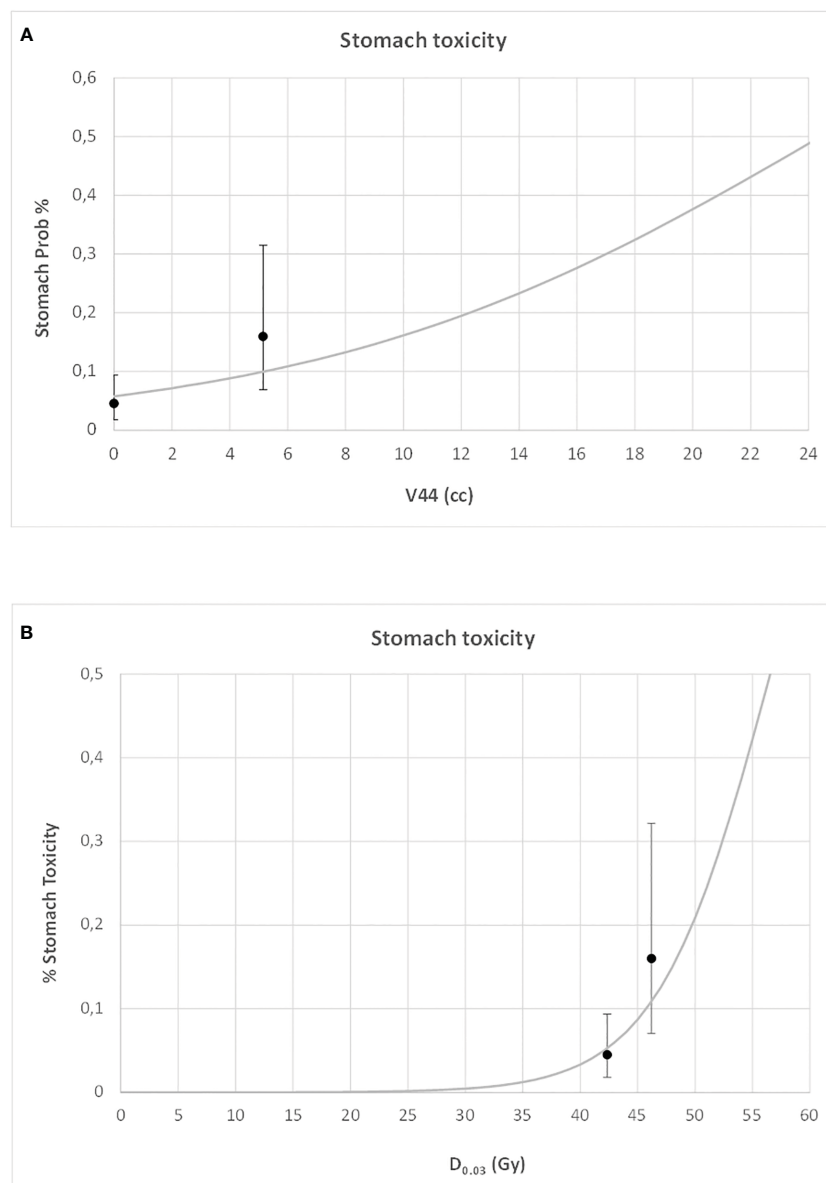 A
Stomach toxicity
0,6
0,5
0,4
0,3
0,2
0,1
0
Stomach Prob %
0 2 4 6 8 10 12 14 16 18 20 22 24
V44 (cc)
B
Stomach toxicity
0,5
0,4
0,3
0,2
0,1
0
% Stomach Toxicity
0 5 10 15 20 25 30 35 40 45 50 55 60
D0.03 (Gy)